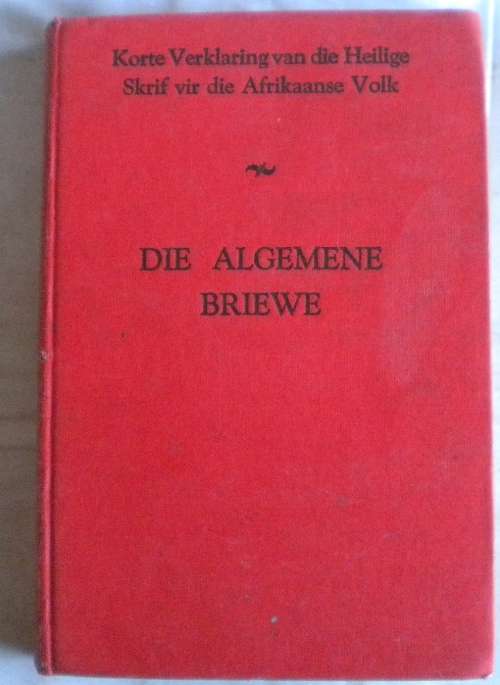 Korte Verklaring van die Heilige
Skrif vir die Afrikaanse Volk
DIE ALGEMENE
BRIEWE